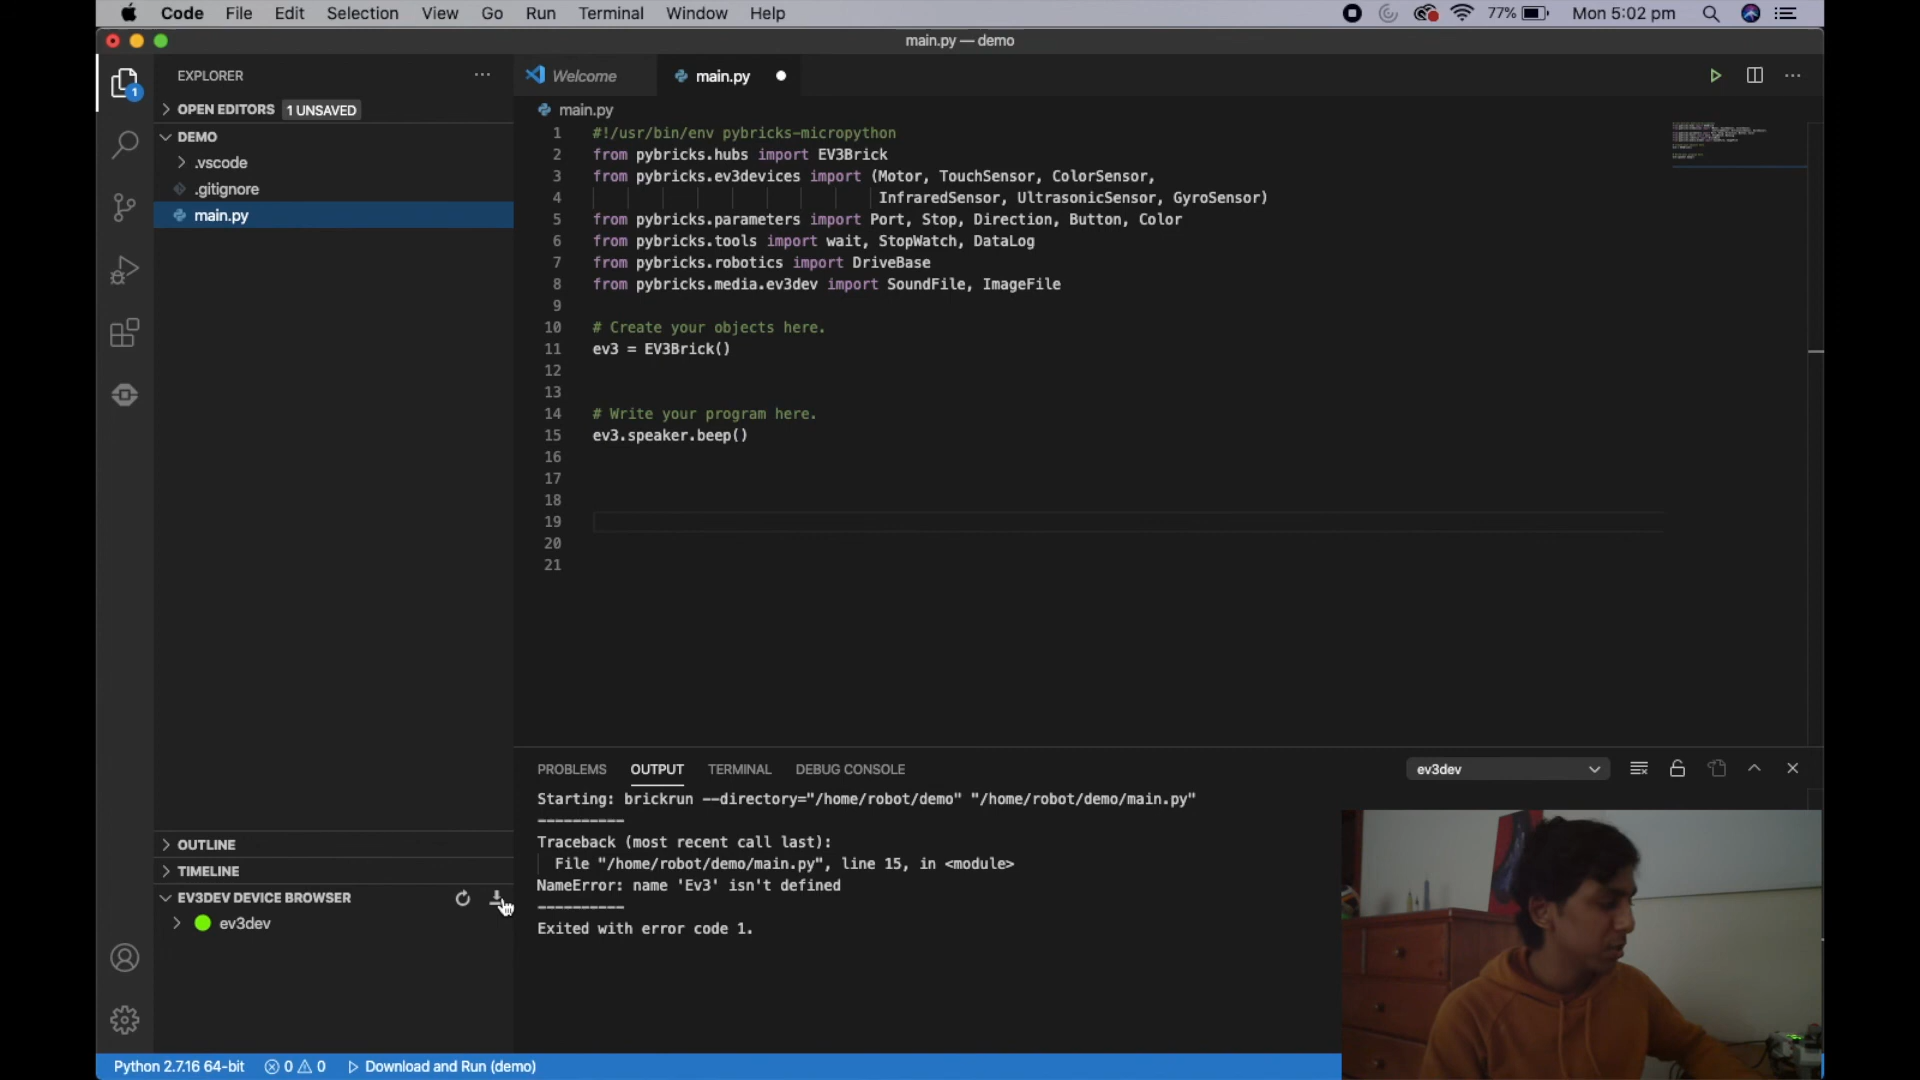 Code File Edit Selection View Go Run Terminal Window Help 77% Mon 5:02 pm
main.py — demo
EXPLORER
OPEN EDITORS 1 UNSAVED
DEMO
.vscode
.gitignore
main.py
OUTLINE
TIMELINE
EV3DEV DEVICE BROWSER
ev3dev
1
Welcome main.py
main.py
1 #!/usr/bin/env pybricks-micropython
2 from pybricks.hubs import EV3Brick
3 from pybricks.ev3devices import (Motor, TouchSensor, ColorSensor,
4 InfraredSensor, UltrasonicSensor, GyroSensor)
5 from pybricks.parameters import Port, Stop, Direction, Button, Color
6 from pybricks.tools import wait, StopWatch, DataLog
7 from pybricks.robotics import DriveBase
8 from pybricks.media.ev3dev import SoundFile, ImageFile
9
10 # Create your objects here.
11 ev3 = EV3Brick()
12
13
14 # Write your program here.
15 ev3.speaker.beep()
16
17
18
19
20
21
PROBLEMS OUTPUT TERMINAL DEBUG CONSOLE ev3dev
Starting: brickrun --directory="/home/robot/demo" "/home/robot/demo/main.py"
----------
Traceback (most recent call last):
File "/home/robot/demo/main.py", line 15, in <module>
NameError: name 'Ev3' isn't defined
----------
Exited with error code 1.
Python 2.7.16 64-bit 0 0 Download and Run (demo)